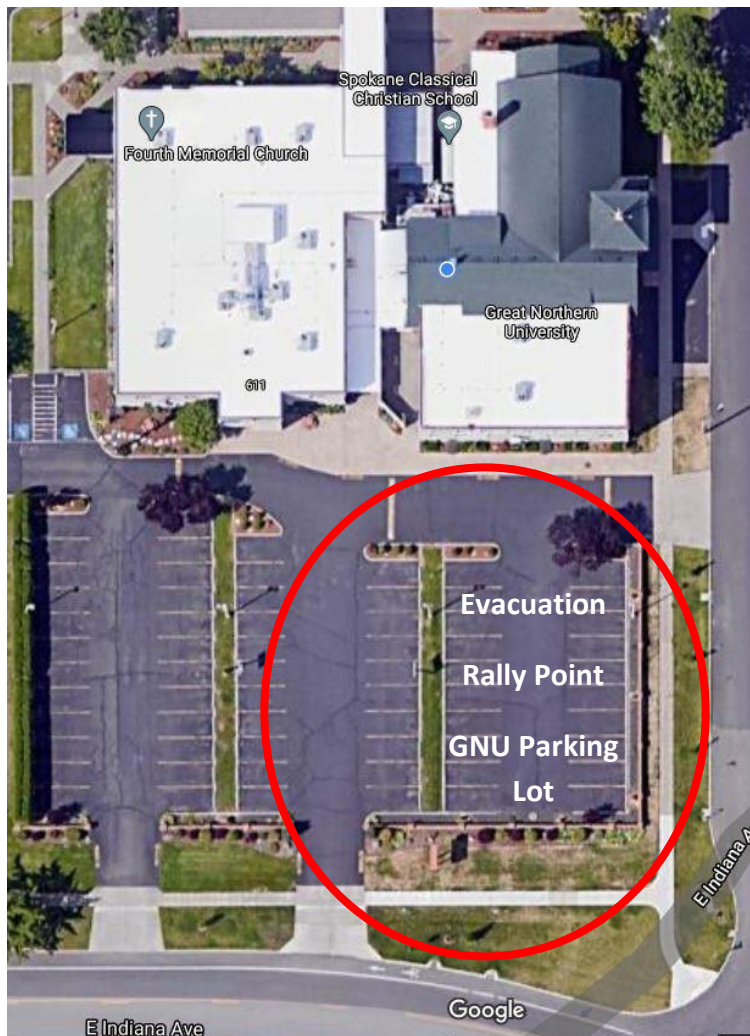 Spokane Classical
Christian School
Fourth Memorial Church
Great Northern
University
611
Evacuation
Rally Point
GNU Parking
Lot
E Indiana A
Google
E Indiana Ave